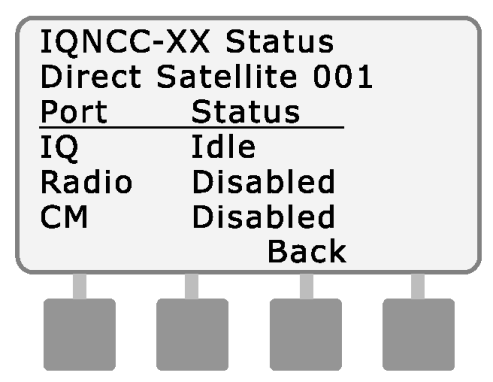 IQNCC-XX Status
Direct Satellite 001
Port Status
IQ Idle
Radio Disabled
CM Disabled
Back